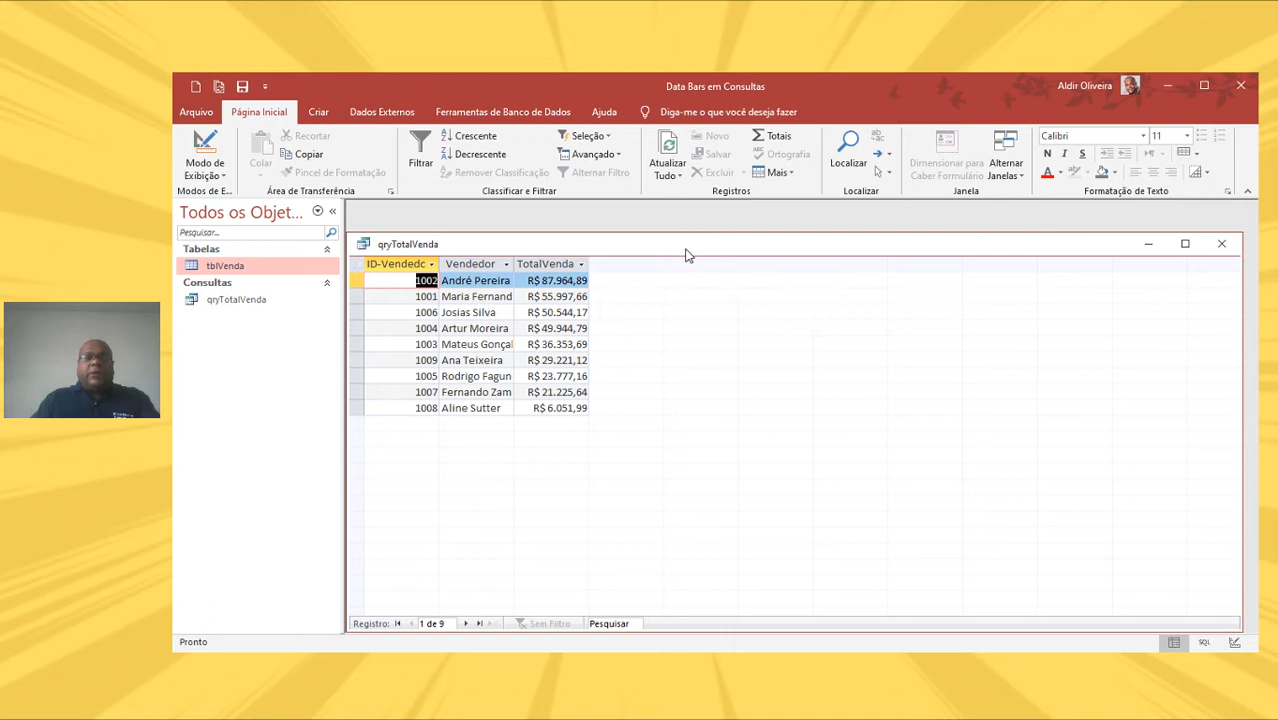 Data Bars em Consultas
Aldir Oliveira
Arquivo
Página Inicial
Criar
Dados Externos
Ferramentas de Banco de Dados
Ajuda
Diga-me o que você deseja fazer
Modo de Exibição
Modos de E...
Colar
Recortar
Copiar
Pincel de Formatação
Área de Transferência
Filtrar
Crescente
Decrescente
Remover Classificação
Seleção
Avançado
Alternar Filtro
Classificar e Filtrar
Atualizar Tudo
Novo
Salvar
Excluir
Totais
Ortografia
Mais
Registros
Localizar
Localizar
Dimensionar para Caber Formulário
Alternar Janelas
Janela
Calibri
11
N I S
Formatação de Texto
Todos os Objet...
Pesquisar...
Tabelas
tblVenda
Consultas
qryTotalVenda
qryTotalVenda
ID-Vendedc Vendedor TotalVenda
1002 André Pereira R$ 87.964,89
1001 Maria Fernand R$ 55.997,66
1006 Josias Silva R$ 50.544,17
1004 Artur Moreira R$ 49.944,79
1003 Mateus Gonçal R$ 36.353,69
1009 Ana Teixeira R$ 29.221,12
1005 Rodrigo Fagun R$ 23.777,16
1007 Fernando Zam R$ 21.225,64
1008 Aline Sutter R$ 6.051,99
Registro: 1 de 9 Sem Filtro Pesquisar
Pronto
SQL